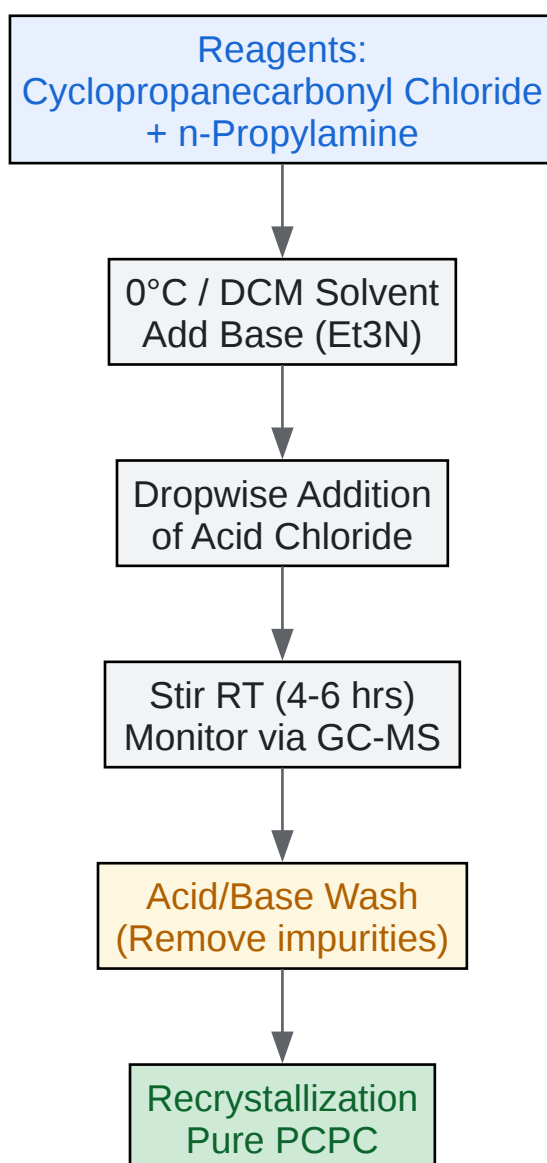 Reagents:
Cyclopropanecarbonyl Chloride
+ n-Propylamine
0°C / DCM Solvent
Add Base (Et3N)
Dropwise Addition
of Acid Chloride
Stir RT (4-6 hrs)
Monitor via GC-MS
Acid/Base Wash
(Remove impurities)
Recrystallization
Pure PCPC